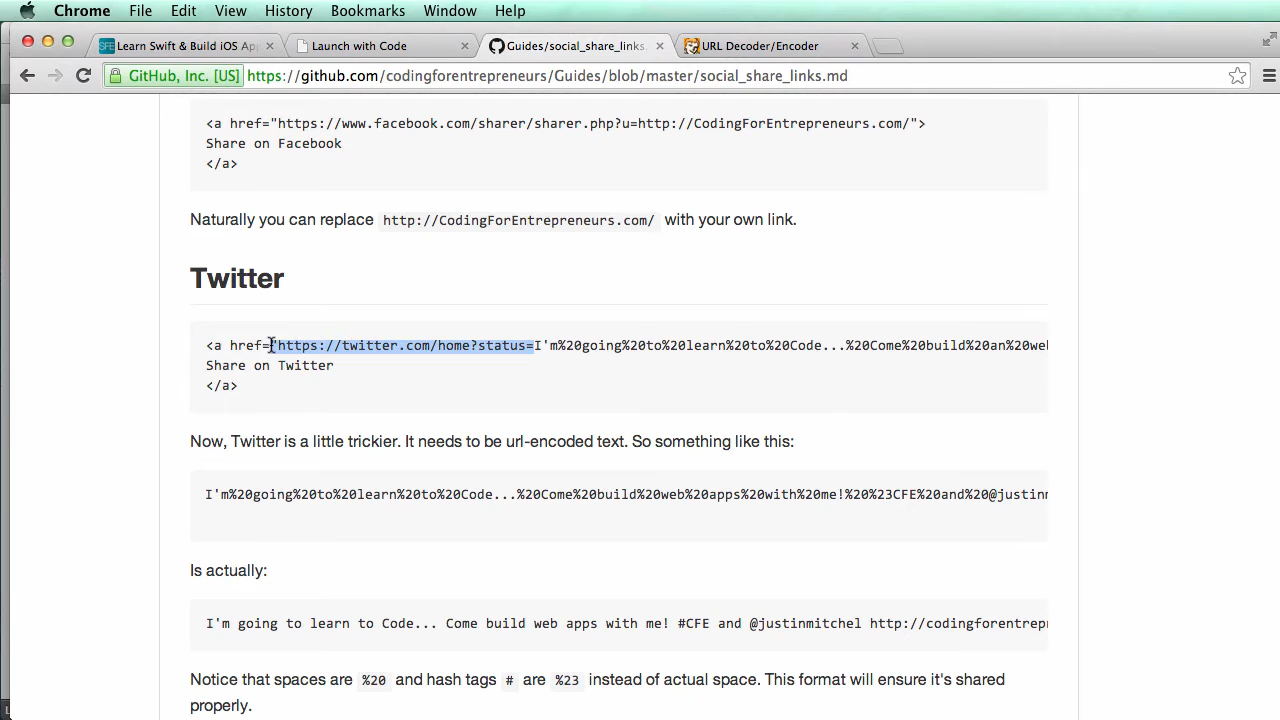 Chrome File Edit View History Bookmarks Window Help
Learn Swift & Build iOS Ap Launch with Code Guides/social_share_links. URL Decoder/Encoder
GitHub, Inc. [US] https://github.com/codingforentrepreneurs/Guides/blob/master/social_share_links.md
<a href="https://www.facebook.com/sharer/sharer.php?u=http://CodingForEntrepreneurs.com/">
Share on Facebook
</a>
Naturally you can replace http://CodingForEntrepreneurs.com/ with your own link.
Twitter
<a href="https://twitter.com/home?status=I'm%20going%20to%20learn%20to%20Code...%20Come%20build%20an%20web
Share on Twitter
</a>
Now, Twitter is a little trickier. It needs to be url-encoded text. So something like this:
I'm%20going%20to%20learn%20to%20Code...%20Come%20build%20web%20apps%20with%20me!%20%23CFE%20and%20@justinm
Is actually:
I'm going to learn to Code... Come build web apps with me! #CFE and @justinmitchel http://codingforentrepr
Notice that spaces are %20 and hash tags # are %23 instead of actual space. This format will ensure it's shared
properly.